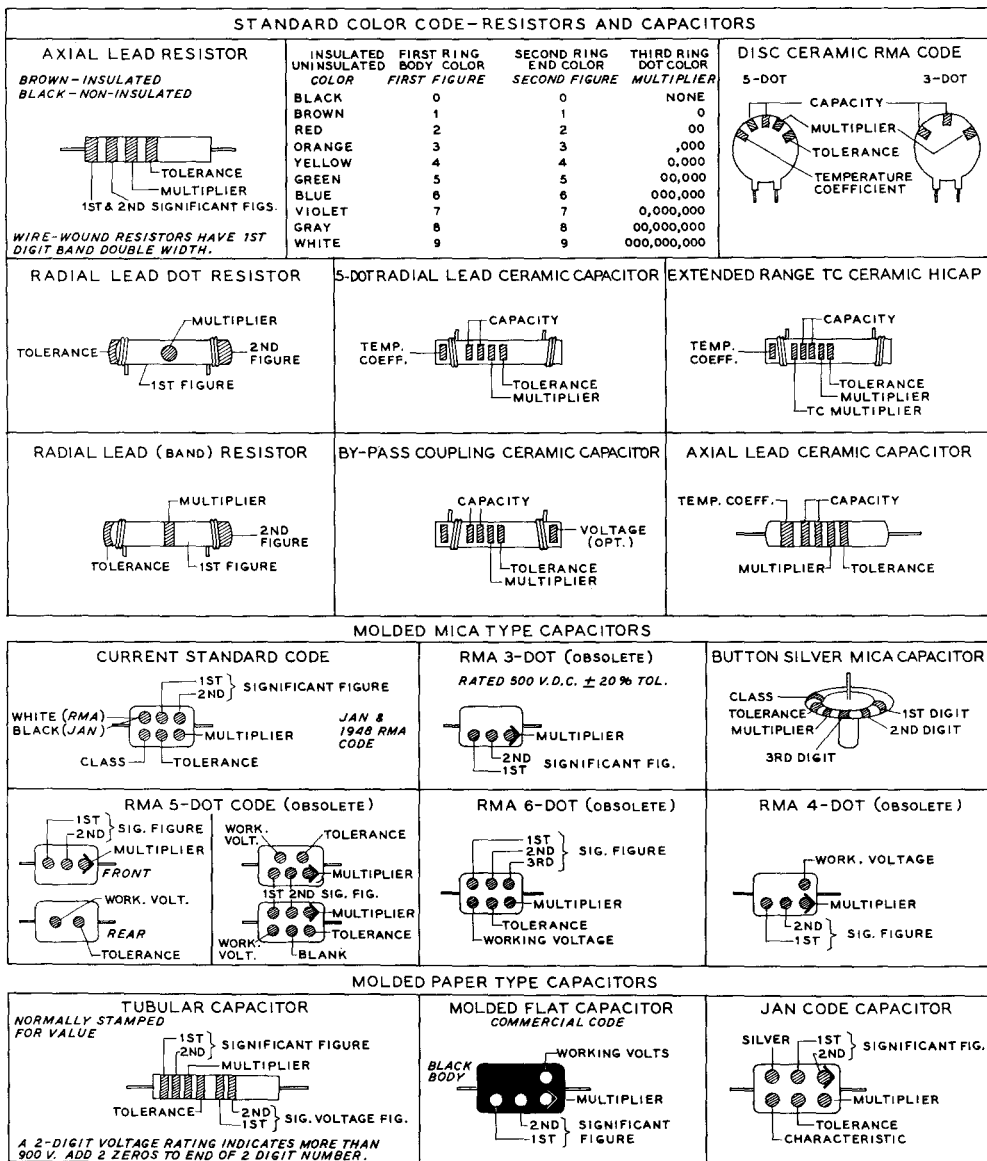 STANDARD COLOR CODE-RESISTORS AND CAPACITORS
AXIAL LEAD RESISTOR
BROWN-INSULATED
BLACK-NON-INSULATED
TOLERANCE
MULTIPLIER
1ST & 2ND SIGNIFICANT FIGS.
WIRE-WOUND RESISTORS HAVE 1ST
DIGIT BAND DOUBLE WIDTH.
INSULATED FIRST RING SECOND RING THIRD RING
UNINSULATED BODY COLOR END COLOR DOT COLOR
COLOR FIRST FIGURE SECOND FIGURE MULTIPLIER
BLACK 0 0 NONE
BROWN 1 1 0
RED 2 2 00
ORANGE 3 3 ,000
YELLOW 4 4 0,000
GREEN 5 5 00,000
BLUE 6 6 000,000
VIOLET 7 7 0,000,000
GRAY 8 8 00,000,000
WHITE 9 9 000,000,000
DISC CERAMIC RMA CODE
5-DOT 3-DOT
CAPACITY
MULTIPLIER
TOLERANCE
TEMPERATURE
COEFFICIENT
RADIAL LEAD DOT RESISTOR
MULTIPLIER
TOLERANCE
2ND
FIGURE
1ST FIGURE
5-DOT RADIAL LEAD CERAMIC CAPACITOR
CAPACITY
TEMP.
COEFF.
TOLERANCE
MULTIPLIER
EXTENDED RANGE TC CERAMIC HICAP
CAPACITY
TEMP.
COEFF.
TOLERANCE
MULTIPLIER
TC MULTIPLIER
RADIAL LEAD (BAND) RESISTOR
MULTIPLIER
2ND
FIGURE
TOLERANCE 1ST FIGURE
BY-PASS COUPLING CERAMIC CAPACITOR
CAPACITY
VOLTAGE
(OPT.)
TOLERANCE
MULTIPLIER
AXIAL LEAD CERAMIC CAPACITOR
TEMP. COEFF. CAPACITY
MULTIPLIER TOLERANCE
MOLDED MICA TYPE CAPACITORS
CURRENT STANDARD CODE
1ST
2ND } SIGNIFICANT FIGURE
WHITE (RMA)
BLACK (JAN)
JAN &
1948 RMA
CODE
MULTIPLIER
CLASS TOLERANCE
RMA 3-DOT (OBSOLETE)
RATED 500 V.D.C. ± 20% TOL.
MULTIPLIER
2ND
1ST SIGNIFICANT FIG.
BUTTON SILVER MICA CAPACITOR
CLASS
TOLERANCE
MULTIPLIER
1ST DIGIT
2ND DIGIT
3RD DIGIT
RMA 5-DOT CODE (OBSOLETE)
1ST
2ND } SIG. FIGURE
MULTIPLIER
FRONT
WORK. VOLT.
REAR
TOLERANCE
WORK.
VOLT.
TOLERANCE
MULTIPLIER
1ST 2ND SIG. FIG.
MULTIPLIER
TOLERANCE
WORK.
VOLT.
BLANK
RMA 6-DOT (OBSOLETE)
1ST
2ND } SIG. FIGURE
3RD
MULTIPLIER
TOLERANCE
WORKING VOLTAGE
RMA 4-DOT (OBSOLETE)
WORK. VOLTAGE
MULTIPLIER
2ND
1ST } SIG. FIGURE
MOLDED PAPER TYPE CAPACITORS
TUBULAR CAPACITOR
NORMALLY STAMPED
FOR VALUE
1ST
2ND } SIGNIFICANT FIGURE
MULTIPLIER
TOLERANCE
2ND
1ST } SIG. VOLTAGE FIG.
A 2-DIGIT VOLTAGE RATING INDICATES MORE THAN
900 V. ADD 2 ZEROS TO END OF 2 DIGIT NUMBER.
MOLDED FLAT CAPACITOR
COMMERCIAL CODE
WORKING VOLTS
BLACK
BODY
MULTIPLIER
2ND
1ST } SIGNIFICANT
FIGURE
JAN CODE CAPACITOR
SILVER
1ST
2ND } SIGNIFICANT FIG.
MULTIPLIER
TOLERANCE
CHARACTERISTIC